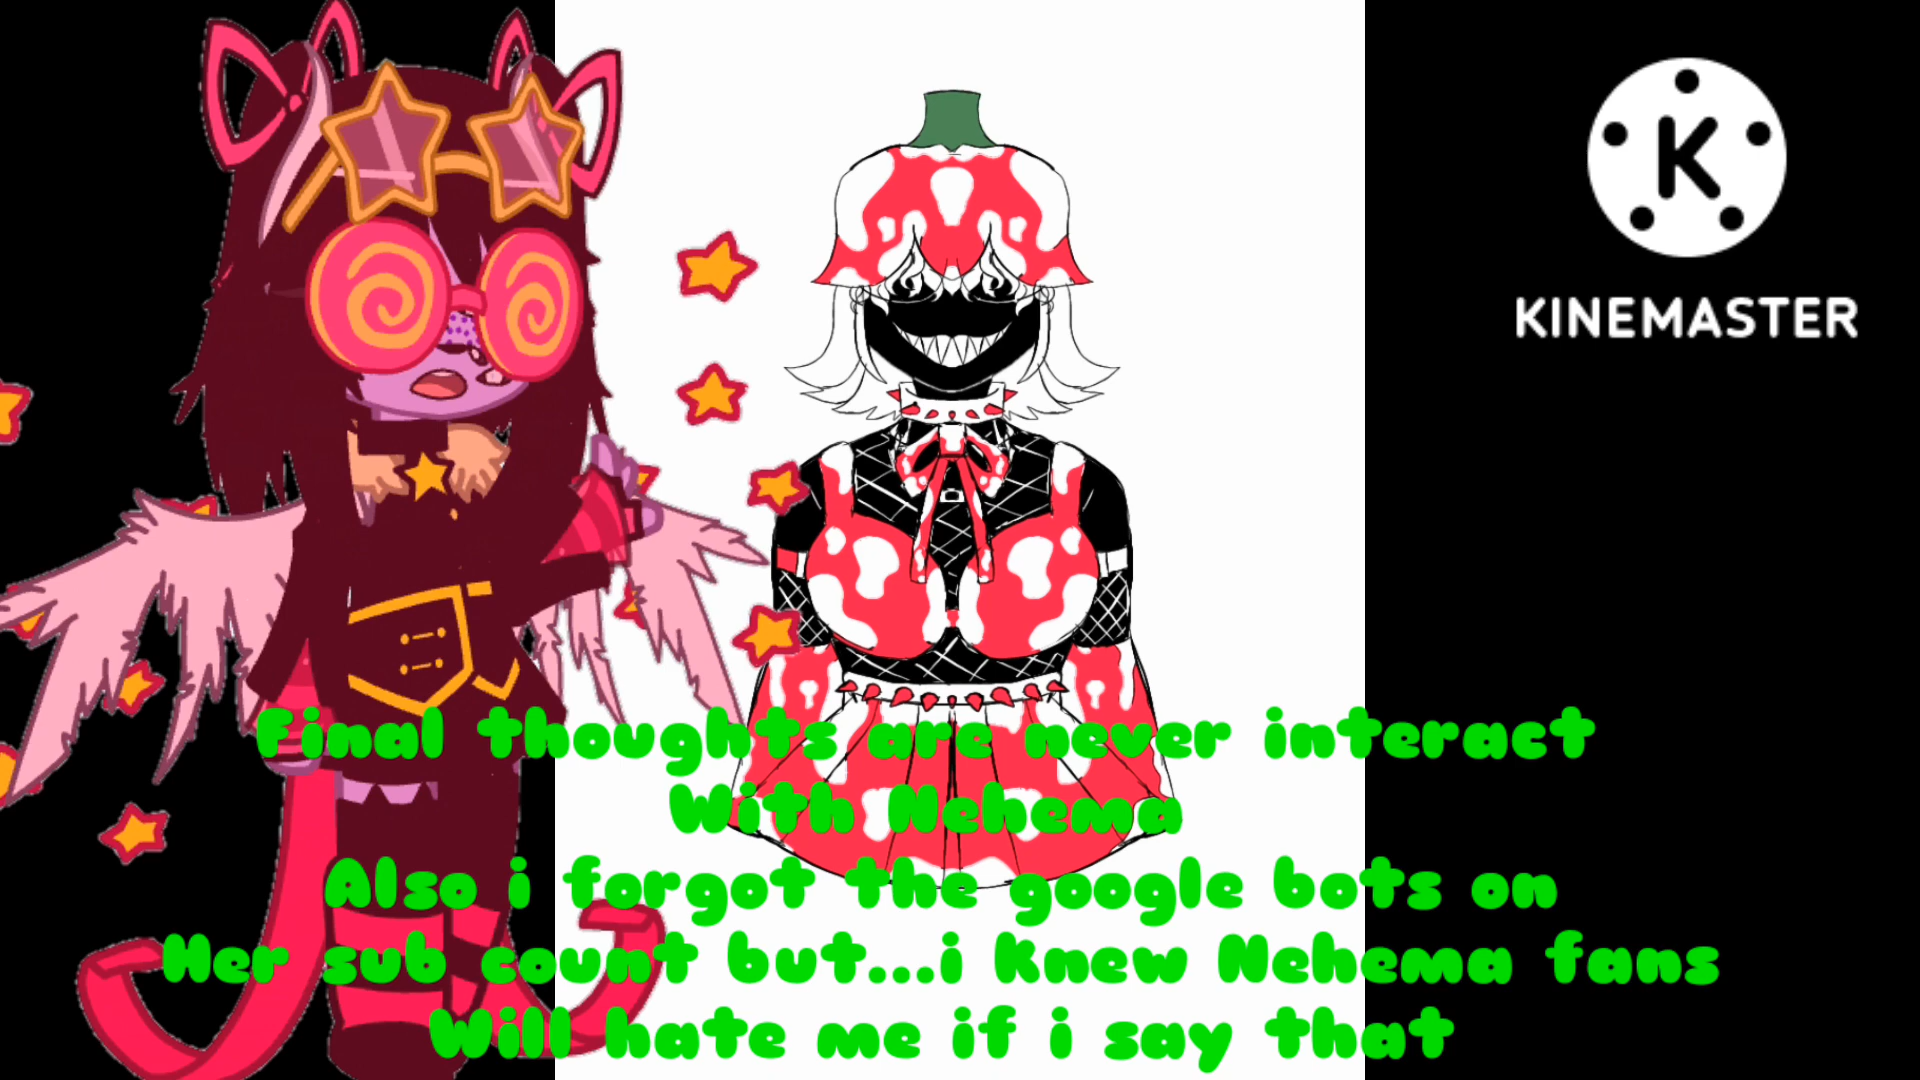 K
KINEMASTER
Final thoughts are never interact
With Nehema
Also i forgot the google bots on
Her sub count but...i knew Nehema fans
Will hate me if i say that